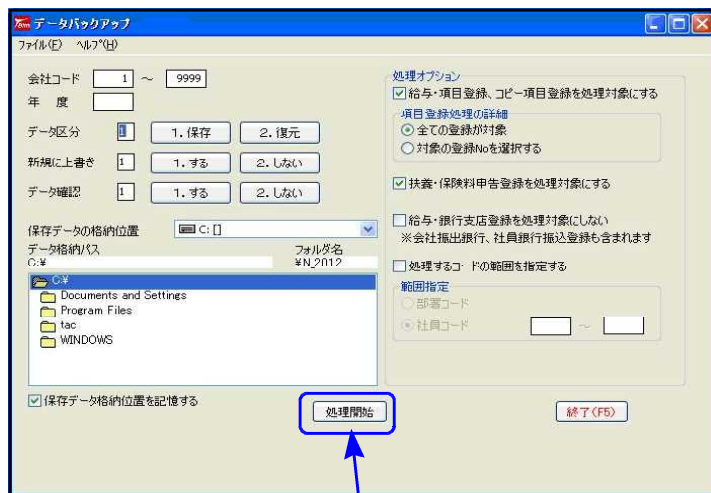 データバックアップ
ファイル(F) ヘルプ(H)
会社コード 1 ～ 9999
年 度
データ区分 1 1.保存 2.復元
新規に上書き 1 1.する 2.しない
データ確認 1 1.する 2.しない
保存データの格納位置 C: []
データ格納パス フォルダ名
C:¥ ¥N_2012
C:¥
Documents and Settings
Program Files
tac
WINDOWS
保存データ格納位置を記憶する
処理オプション
給与・項目登録、コピー項目登録を処理対象にする
項目登録処理の詳細
全ての登録が対象
対象の登録Noを選択する
扶養・保険料申告登録を処理対象にする
給与・銀行支店登録を処理対象にしない
※会社振出銀行、社員銀行振込登録も含まれます
処理するコードの範囲を指定する
範囲指定
部署コード
社員コード ～
処理開始
終了(F5)